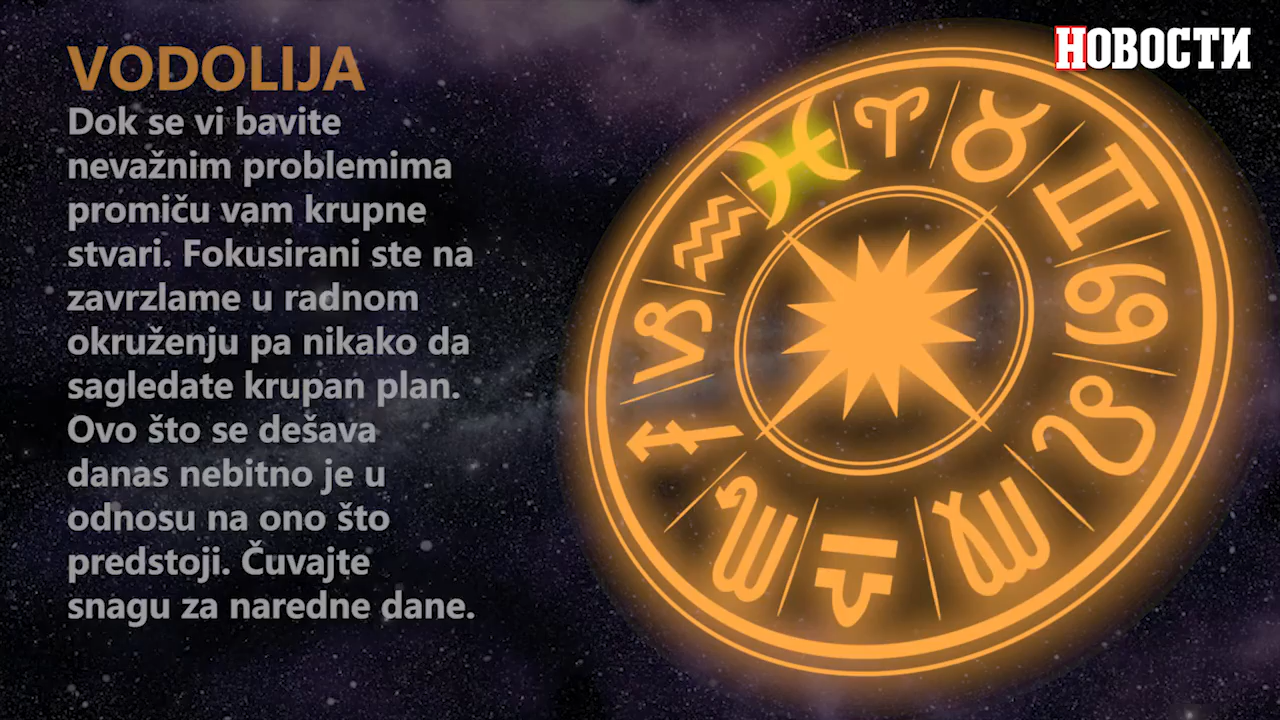 VODOLIJA
Dok se vi bavite
nevažnim problemima
promiču vam krupne
stvari. Fokusirani ste na
zavrzlame u radnom
okruženju pa nikako da
sagledate krupan plan.
Ovo što se dešava
danas nebitno je u
odnosu na ono što
predstoji. Čuvajte
snagu za naredne dane.
НОВОСТИ